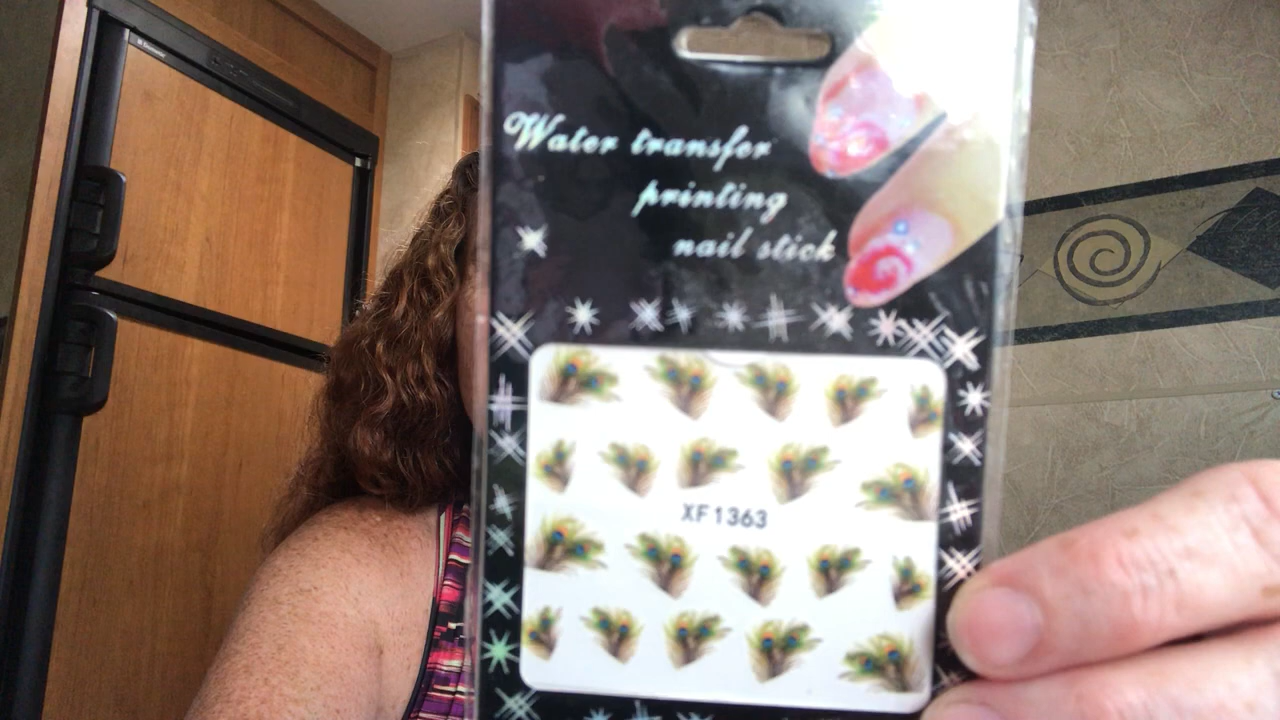 Water transfer
printing
nail stick
XF1363